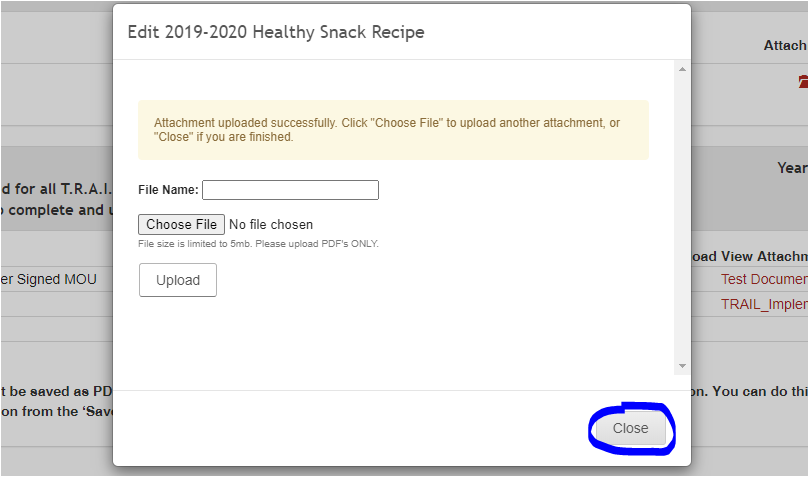 Edit 2019-2020 Healthy Snack Recipe
Attach
Attachment uploaded successfully. Click "Choose File" to upload another attachment, or
"Close" if you are finished.
Year
d for all T.R.A.I.
File Name:
o complete and u
Choose File No file chosen
File size is limited to 5mb. Please upload PDF's ONLY.
oad View Attachm
er Signed MOU
Upload
Test Documen
TRAIL_Implem
t be saved as PD
on. You can do thi
on from the 'Save
Close